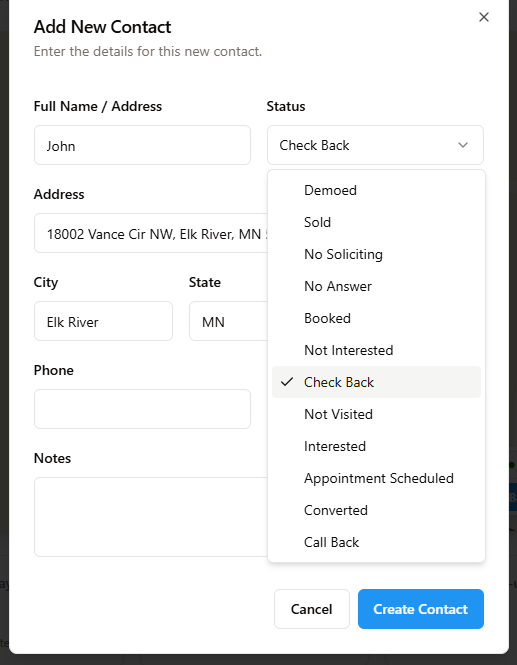 Add New Contact
Enter the details for this new contact.
Full Name / Address
Status
John
Check Back
Address
18002 Vance Cir NW, Elk River, MN
City
State
Elk River
MN
Phone
Notes
Demoed
Sold
No Soliciting
No Answer
Booked
Not Interested
Check Back
Not Visited
Interested
Appointment Scheduled
Converted
Call Back
Cancel
Create Contact